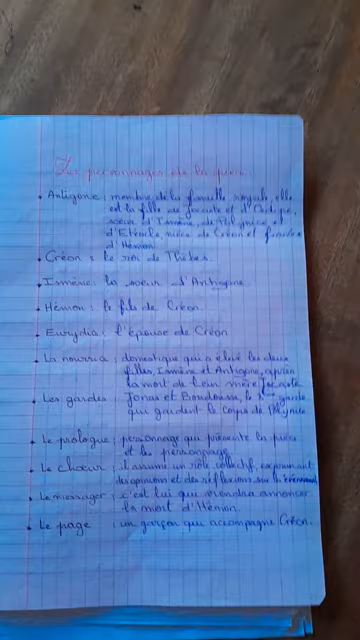 Les personnages de la pièce
• Antigone : membre de la famille royale, elle
est la fille de Jocaste et d'Oedipe,
soeur d'Ismène, de Polynice et
d'Etéocle nièce de Créon et fiancée
d'Hémon.
• Créon : le roi de Thèbes.
• Ismène : la soeur d'Antigone.
• Hémon : le fils de Créon.
• Eurydice : l'épouse de Créon
• La nourrice : domestique qui a élevé les deux
filles, Ismène et Antigone, après
la mort de leur mère Jocaste
• Les gardes : Jonas et Boudousse, le garde
qui gardent le corps de Polynice
• Le prologue : personnage qui présente la pièce
et les personnages
• Le choeur : il assume un rôle collectif, exprimant
des opinions et des réflexions sur les évènements
• Le messager : c'est lui qui viendra annoncer
la mort d'Hémon.
• Le page : un garçon qui accompagne Créon.